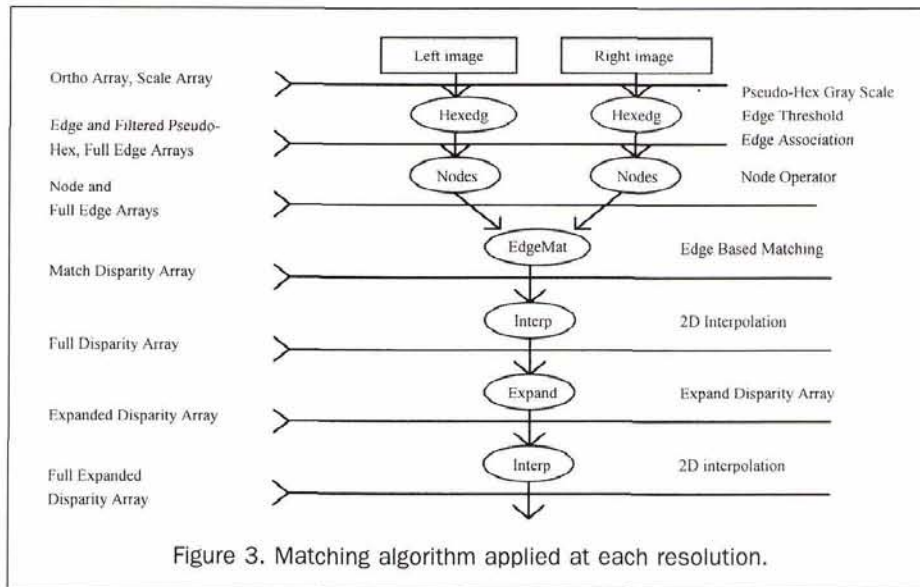 Left image
Right image
Ortho Array, Scale Array
Pseudo-Hex Gray Scale
Hexedg
Hexedg
Edge Threshold
Edge and Filtered Pseudo-
Hex, Full Edge Arrays
Edge Association
Nodes
Nodes
Node Operator
Node and
Full Edge Arrays
EdgeMat
Edge Based Matching
Match Disparity Array
Interp
2D Interpolation
Full Disparity Array
Expand
Expand Disparity Array
Expanded Disparity Array
Interp
2D interpolation
Full Expanded
Disparity Array
Figure 3. Matching algorithm applied at each resolution.